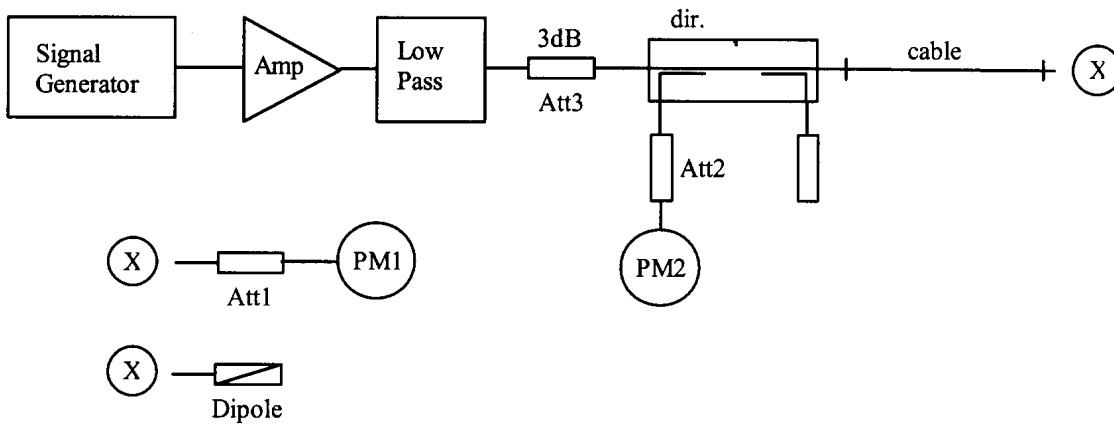 dir.
3dB
Signal
Generator
Amp
Low
Pass
cable
X
Att3
Att2
PM2
X
PM1
Att1
X
Dipole